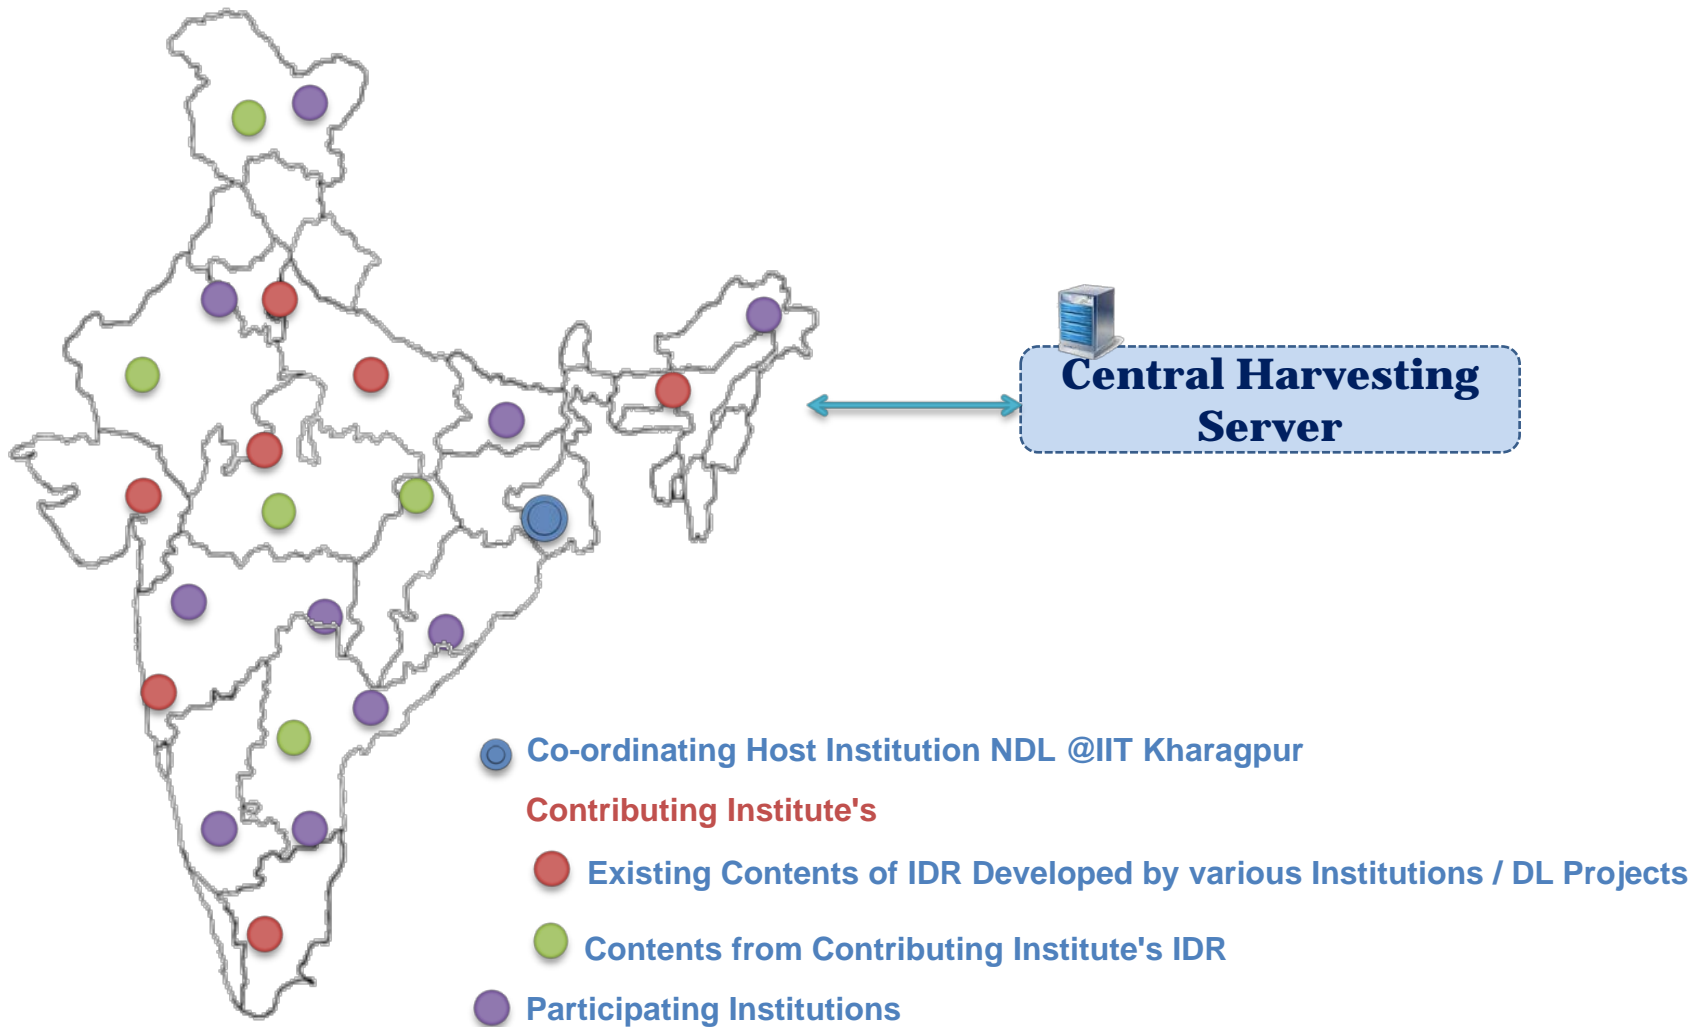 Central Harvesting
Server
Co-ordinating Host Institution NDL @IIT Kharagpur
Contributing Institute's
Existing Contents of IDR Developed by various Institutions / DL Projects
Contents from Contributing Institute's IDR
Participating Institutions